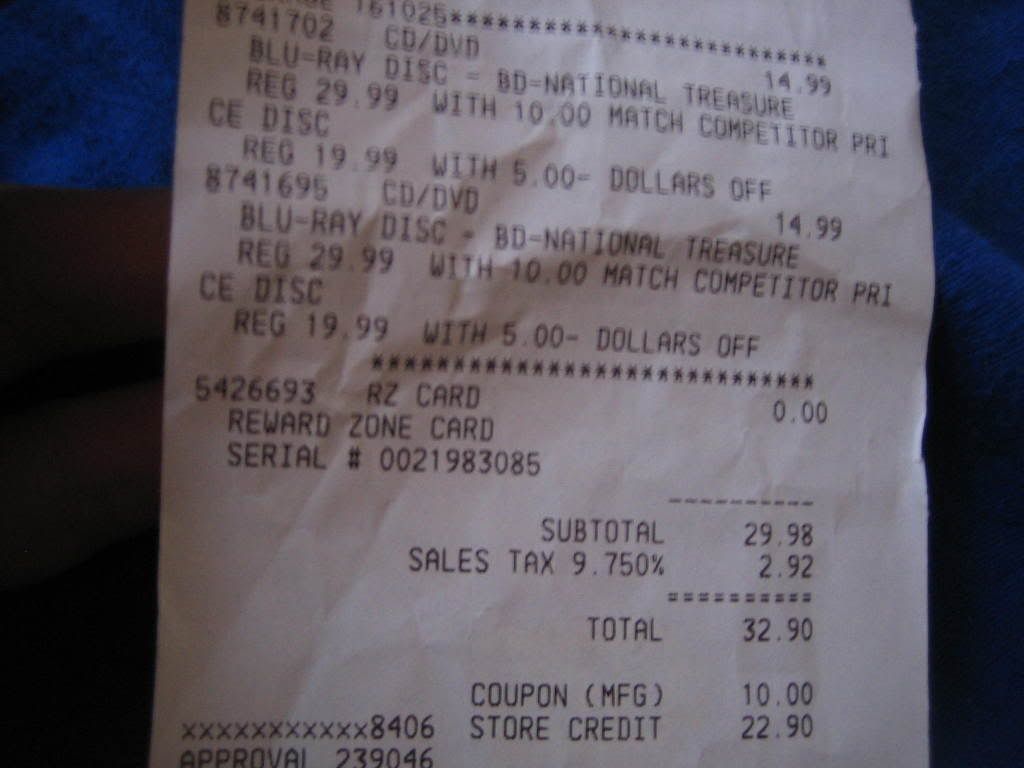 161025**************************
8741702 CD/DVD 14.99
BLU-RAY DISC - BD-NATIONAL TREASURE
REG 29.99 WITH 10.00 MATCH COMPETITOR PRI
CE DISC
REG 19.99 WITH 5.00- DOLLARS OFF
8741695 CD/DVD 14.99
BLU-RAY DISC - BD-NATIONAL TREASURE
REG 29.99 WITH 10.00 MATCH COMPETITOR PRI
CE DISC
REG 19.99 WITH 5.00- DOLLARS OFF
****************************
5426693 RZ CARD 0.00
REWARD ZONE CARD
SERIAL # 0021983085
----------
SUBTOTAL 29.98
SALES TAX 9.750% 2.92
==========
TOTAL 32.90
COUPON (MFG) 10.00
xxxxxxxxxxx8406 STORE CREDIT 22.90
APPROVAL 239046